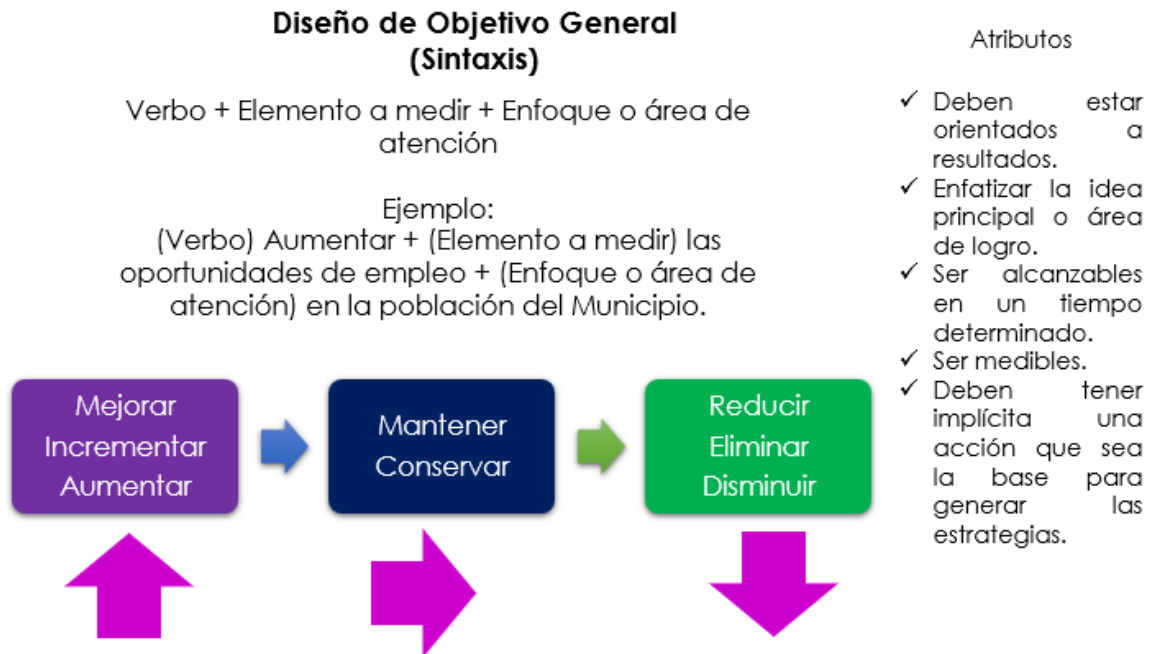 Diseño de Objetivo General
(Sintaxis)
Verbo + Elemento a medir + Enfoque o área de
atención
Ejemplo:
(Verbo) Aumentar + (Elemento a medir) las
oportunidades de empleo + (Enfoque o área de
atención) en la población del Municipio.
Mejorar
Incrementar
Aumentar
Mantener
Conservar
Reducir
Eliminar
Disminuir
Atributos
✓ Deben estar
orientados a
resultados.
✓ Enfatizar la idea
principal o área
de logro.
✓ Ser alcanzables
en un tiempo
determinado.
✓ Ser medibles.
✓ Deben tener
implícita una
acción que sea
la base para
generar las
estrategias.